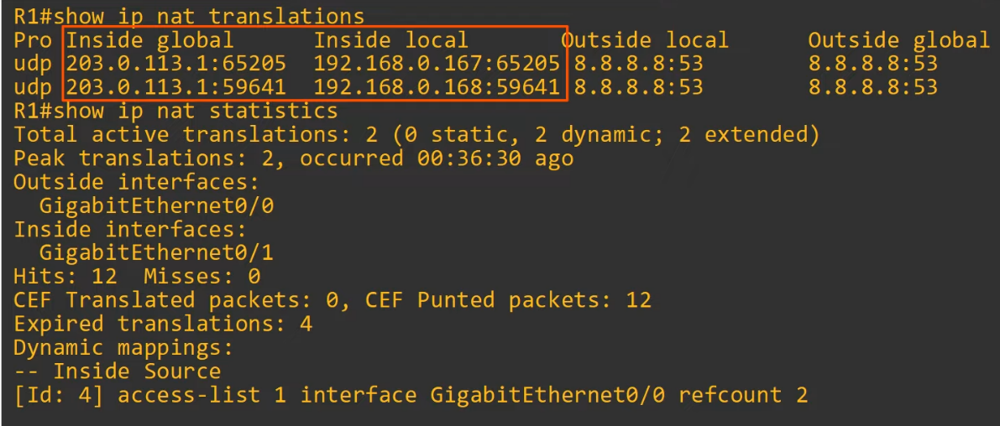 R1#show ip nat translations
Pro Inside global Inside local Outside local Outside global
udp 203.0.113.1:65205 192.168.0.167:65205 8.8.8.8:53 8.8.8.8:53
udp 203.0.113.1:59641 192.168.0.168:59641 8.8.8.8:53 8.8.8.8:53
R1#show ip nat statistics
Total active translations: 2 (0 static, 2 dynamic; 2 extended)
Peak translations: 2, occurred 00:36:30 ago
Outside interfaces:
GigabitEthernet0/0
Inside interfaces:
GigabitEthernet0/1
Hits: 12 Misses: 0
CEF Translated packets: 0, CEF Punted packets: 12
Expired translations: 4
Dynamic mappings:
-- Inside Source
[Id: 4] access-list 1 interface GigabitEthernet0/0 refcount 2